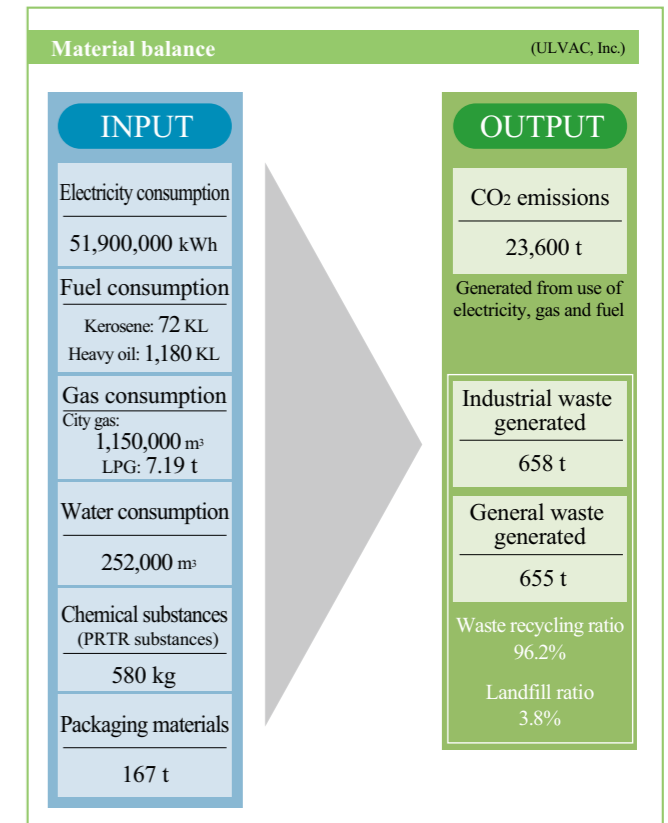 Material balance
(ULVAC, Inc.)
INPUT
Electricity consumption
51,900,000 kWh
Fuel consumption
Kerosene: 72 KL
Heavy oil: 1,180 KL
Gas consumption
City gas:
1,150,000 m³
LPG: 7.19 t
Water consumption
252,000 m³
Chemical substances
(PRTR substances)
580 kg
Packaging materials
167 t
OUTPUT
CO₂ emissions
23,600 t
Generated from use of
electricity, gas and fuel
Industrial waste
generated
658 t
General waste
generated
655 t
Waste recycling ratio
96.2%
Landfill ratio
3.8%